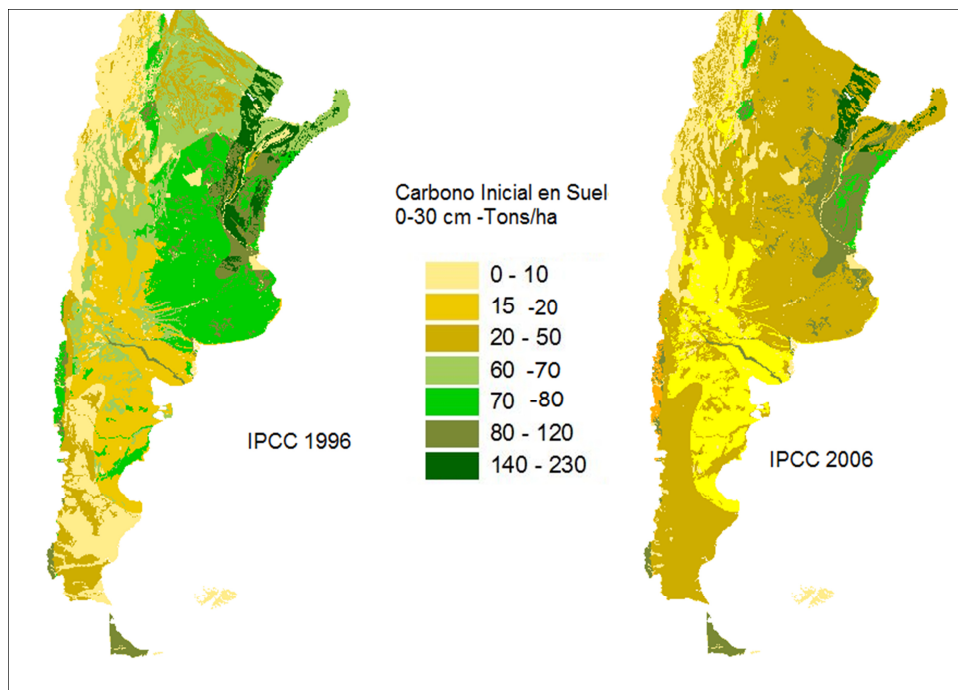 Carbono Inicial en Suel
0-30 cm -Tons/ha
0 - 10
15 -20
20 - 50
60 -70
70 -80
80 - 120
140 - 230
IPCC 1996
IPCC 2006